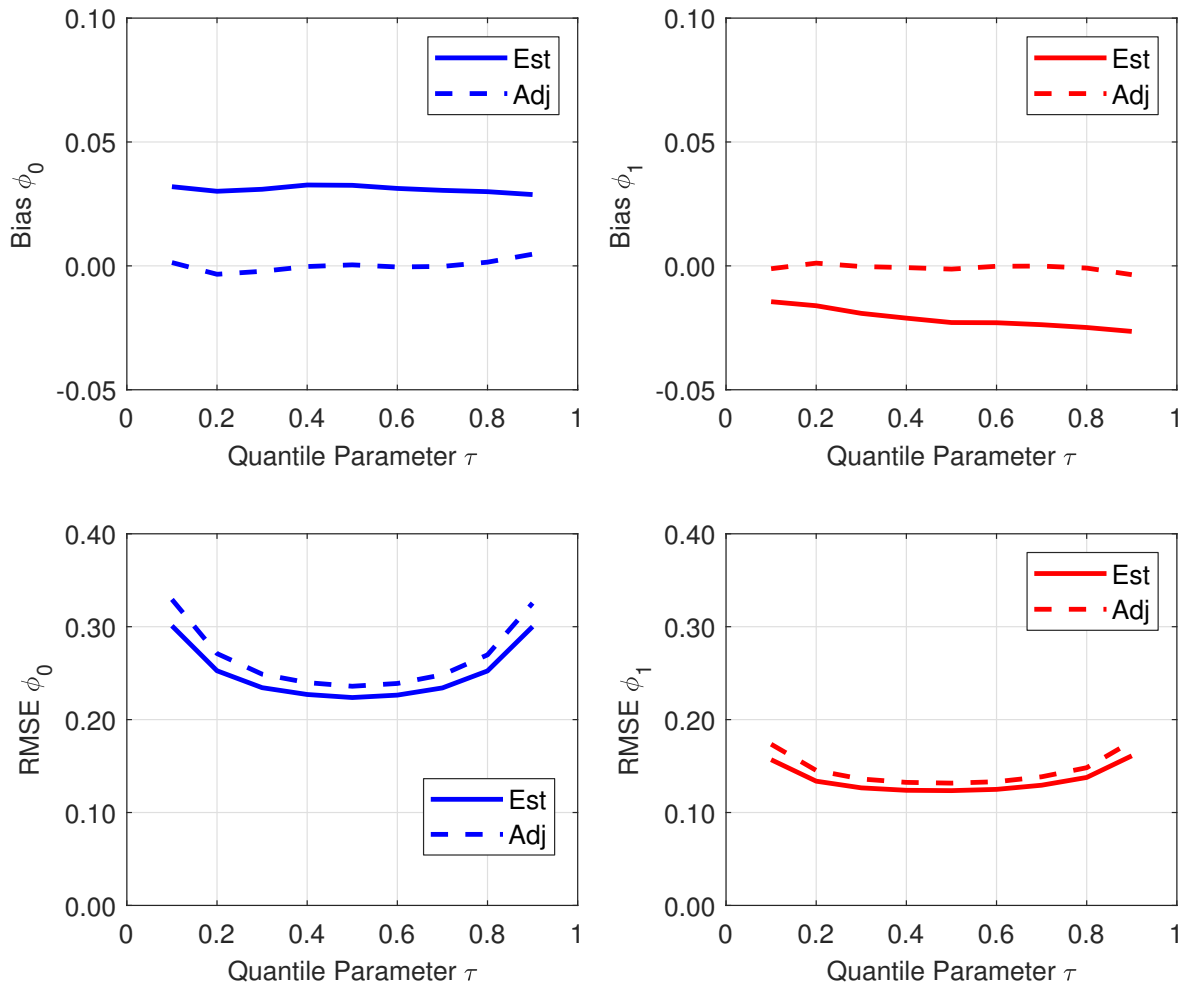 0.10
0.05
0.00
-0.05
Bias ϕ0
Est
Adj
0 0.2 0.4 0.6 0.8 1
Quantile Parameter τ
0.10
0.05
0.00
-0.05
Bias ϕ1
Est
Adj
0 0.2 0.4 0.6 0.8 1
Quantile Parameter τ
0.40
0.30
0.20
0.10
0.00
RMSE ϕ0
Est
Adj
0 0.2 0.4 0.6 0.8 1
Quantile Parameter τ
0.40
0.30
0.20
0.10
0.00
RMSE ϕ1
Est
Adj
0 0.2 0.4 0.6 0.8 1
Quantile Parameter τ